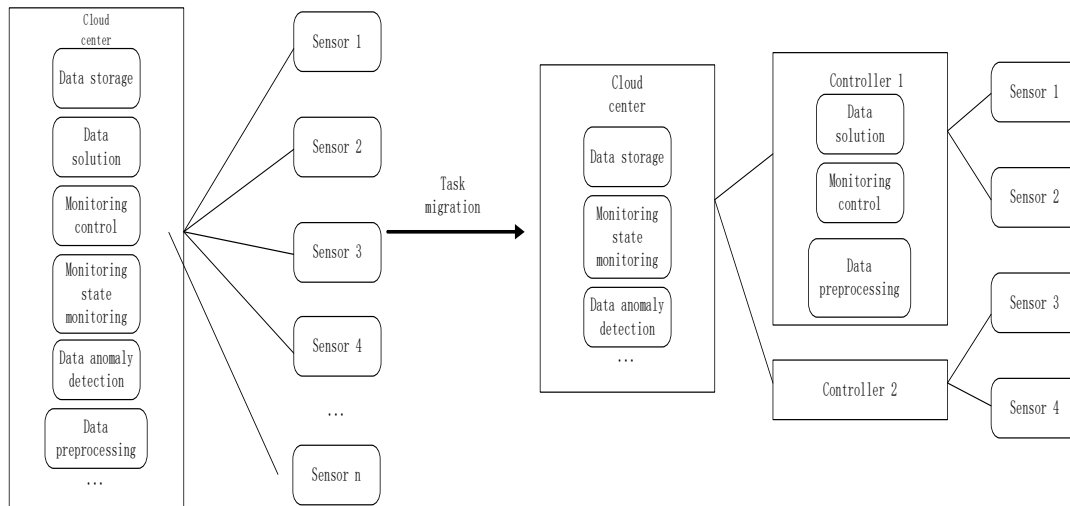 Cloud
center
Data storage
Data
solution
Monitoring
control
Monitoring
state
monitoring
Data anomaly
detection
Data
preprocessing
...
Sensor 1
Sensor 2
Sensor 3
Sensor 4
...
Sensor n
Task
migration
Cloud
center
Data storage
Monitoring
state
monitoring
Data anomaly
detection
...
Controller 1
Data
solution
Monitoring
control
Data
preprocessing
Controller 2
Sensor 1
Sensor 2
Sensor 3
Sensor 4